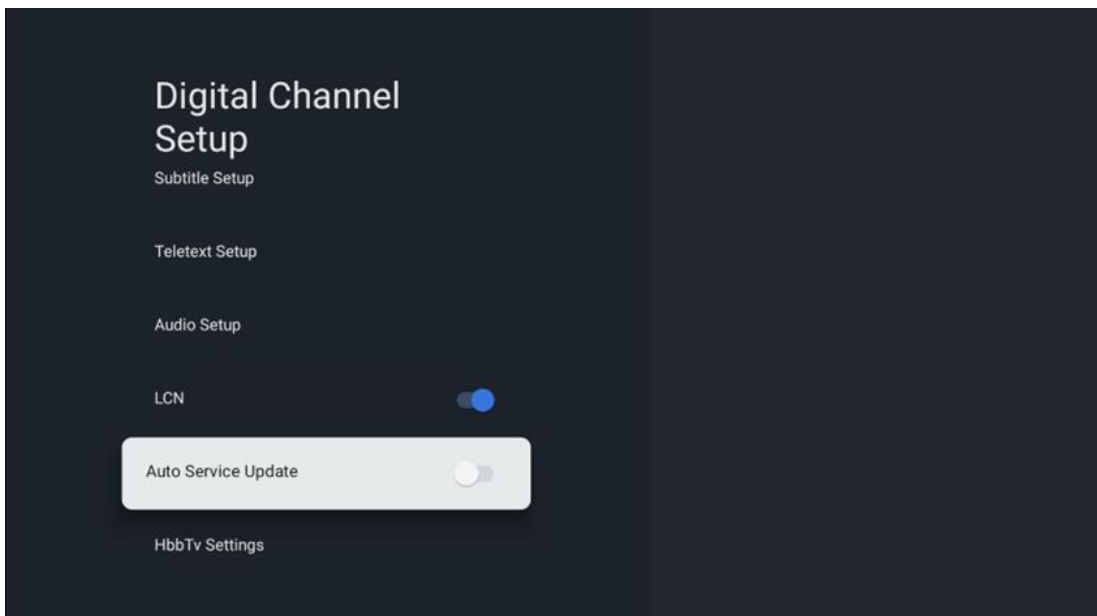 Digital Channel
Setup
Subtitle Setup
Teletext Setup
Audio Setup
LCN
Auto Service Update
HbbTv Settings